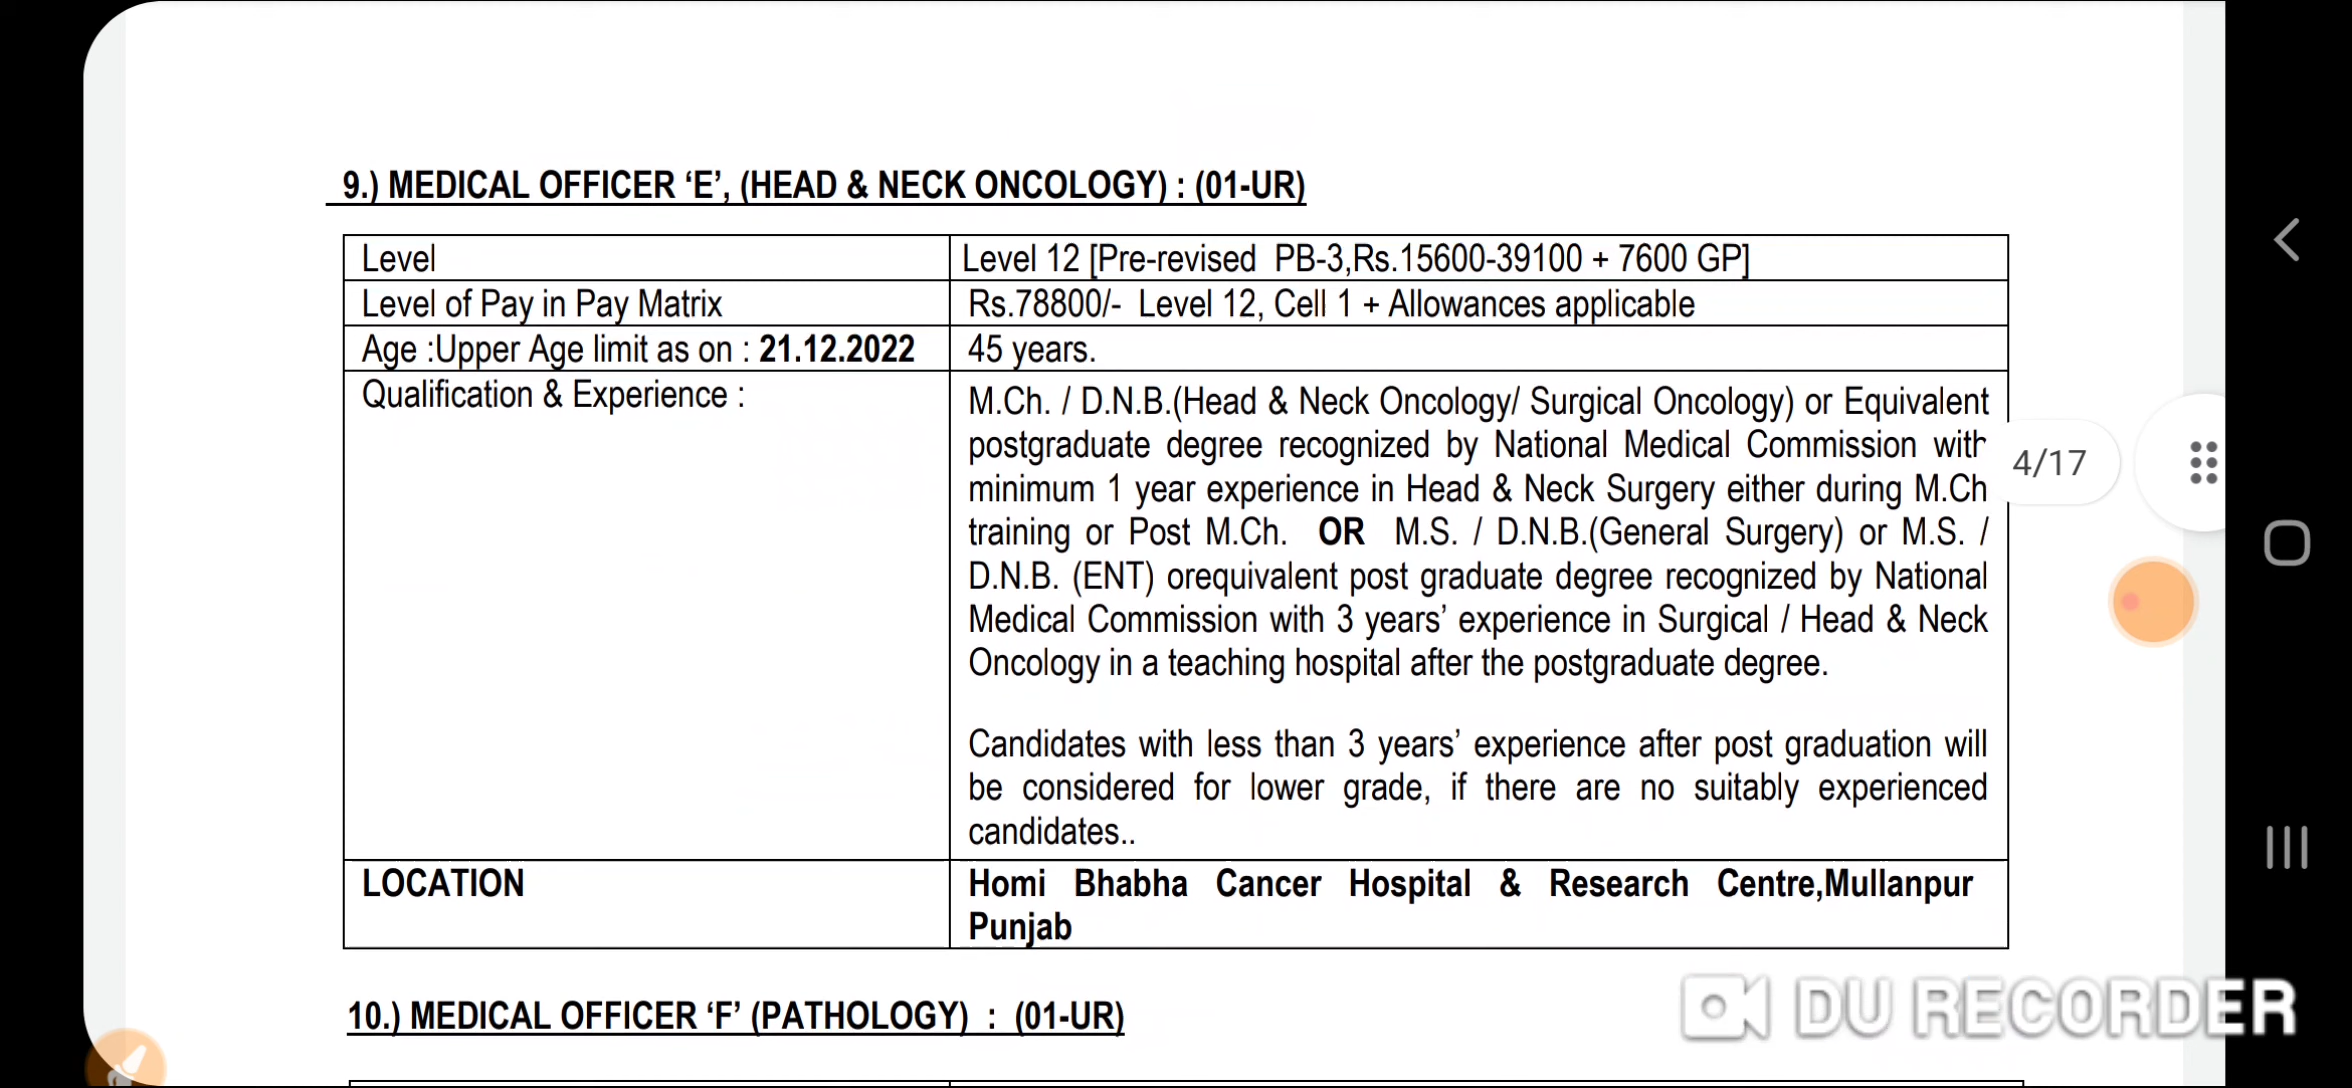 9.) MEDICAL OFFICER ‘E’, (HEAD & NECK ONCOLOGY) : (01-UR)
Level Level 12 [Pre-revised PB-3,Rs.15600-39100 + 7600 GP]
Level of Pay in Pay Matrix Rs.78800/- Level 12, Cell 1 + Allowances applicable
Age :Upper Age limit as on : 21.12.2022 45 years.
Qualification & Experience : M.Ch. / D.N.B.(Head & Neck Oncology/ Surgical Oncology) or Equivalent
postgraduate degree recognized by National Medical Commission with
minimum 1 year experience in Head & Neck Surgery either during M.Ch
training or Post M.Ch. OR M.S. / D.N.B.(General Surgery) or M.S. /
D.N.B. (ENT) orequivalent post graduate degree recognized by National
Medical Commission with 3 years’ experience in Surgical / Head & Neck
Oncology in a teaching hospital after the postgraduate degree.
Candidates with less than 3 years’ experience after post graduation will
be considered for lower grade, if there are no suitably experienced
candidates..
LOCATION Homi Bhabha Cancer Hospital & Research Centre,Mullanpur
Punjab
10.) MEDICAL OFFICER ‘F’ (PATHOLOGY) : (01-UR)
4/17
DU RECORDER